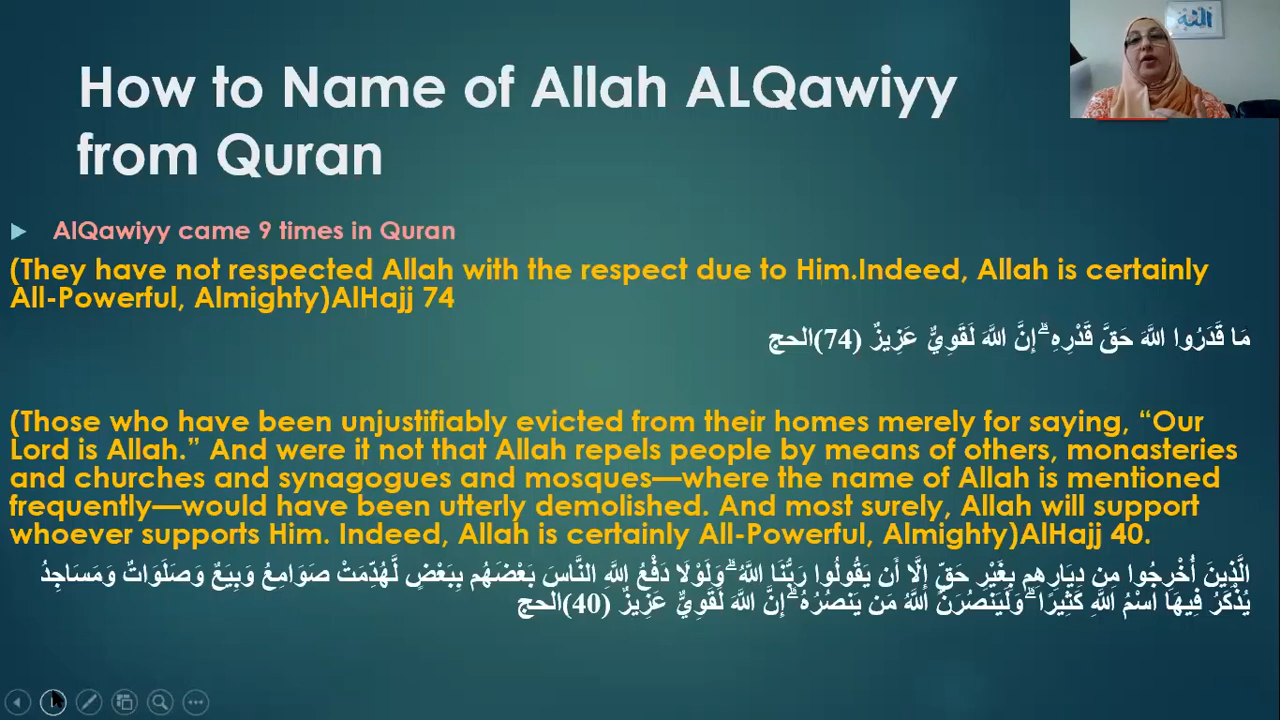 How to Name of Allah ALQawiyy
from Quran
AlQawiyy came 9 times in Quran
(They have not respected Allah with the respect due to Him.Indeed, Allah is certainly
All-Powerful, Almighty)AlHajj 74
مَا قَدَرُوا اللَّهَ حَقَّ قَدْرِهِ ۗ إِنَّ اللَّهَ لَقَوِيٌّ عَزِيزٌ (74)الحج
(Those who have been unjustifiably evicted from their homes merely for saying, “Our
Lord is Allah.” And were it not that Allah repels people by means of others, monasteries
and churches and synagogues and mosques—where the name of Allah is mentioned
frequently—would have been utterly demolished. And most surely, Allah will support
whoever supports Him. Indeed, Allah is certainly All-Powerful, Almighty)AlHajj 40.
الَّذِينَ أُخْرِجُوا مِن دِيَارِهِم بِغَيْرِ حَقٍّ إِلَّا أَن يَقُولُوا رَبُّنَا اللَّهُ ۗ وَلَوْلَا دَفْعُ اللَّهِ النَّاسَ بَعْضَهُم بِبَعْضٍ لَّهُدِّمَتْ صَوَامِعُ وَبِيَعٌ وَصَلَوَاتٌ وَمَسَاجِدُ
يُذْكَرُ فِيهَا اسْمُ اللَّهِ كَثِيرًا ۗ وَلَيَنصُرَنَّ اللَّهُ مَن يَنصُرُهُ ۗ إِنَّ اللَّهَ لَقَوِيٌّ عَزِيزٌ (40)الحج
الله